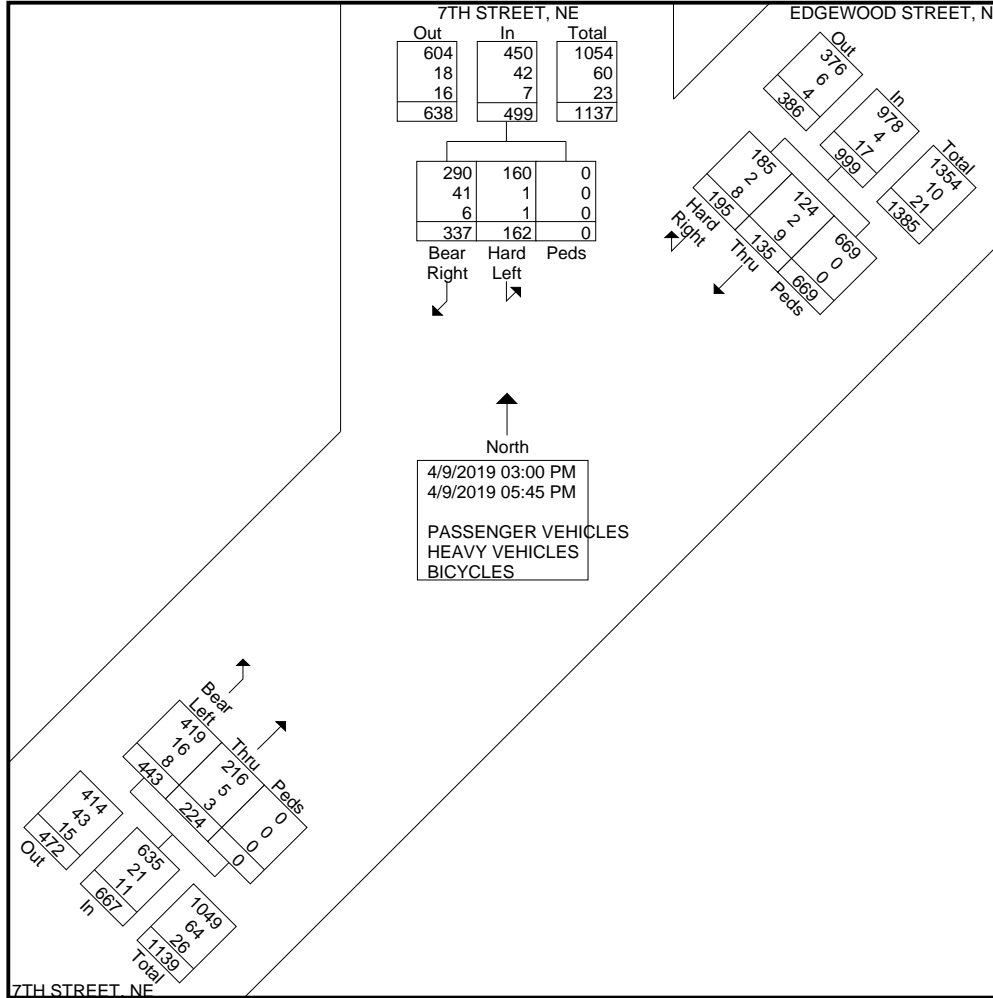 7TH STREET, NE
Out In Total
604 450 1054
18 42 60
16 7 23
638 499 1137
290 160 0
41 1 0
6 1 0
337 162 0
Bear Right
Hard Left
Peds
EDGEWOOD STREET, N
Out
376
6
4
386
In
978
4
17
999
Total
1354
10
21
1385
185
2
8
195
Hard
Right
124
2
9
135
Thru
669
0
0
669
Peds
North
4/9/2019 03:00 PM
4/9/2019 05:45 PM
PASSENGER VEHICLES
HEAVY VEHICLES
BICYCLES
Bear
Left
419
16
8
443
Thru
216
5
3
224
Peds
0
0
0
0
414
43
15
472
Out
635
21
11
667
In
1049
64
26
1139
Total
7TH STREET, NE